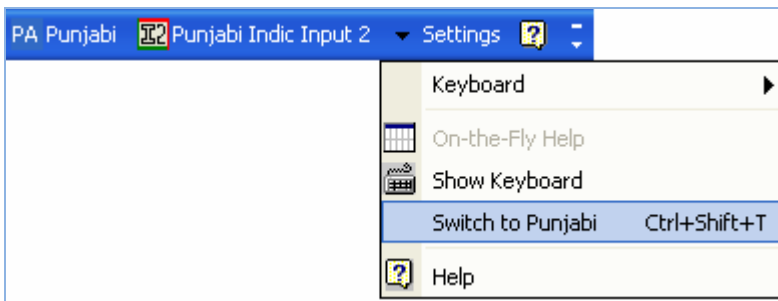 PA Punjabi I2 Punjabi Indic Input 2 Settings ?
Keyboard
On-the-Fly Help
Show Keyboard
Switch to Punjabi Ctrl+Shift+T
? Help